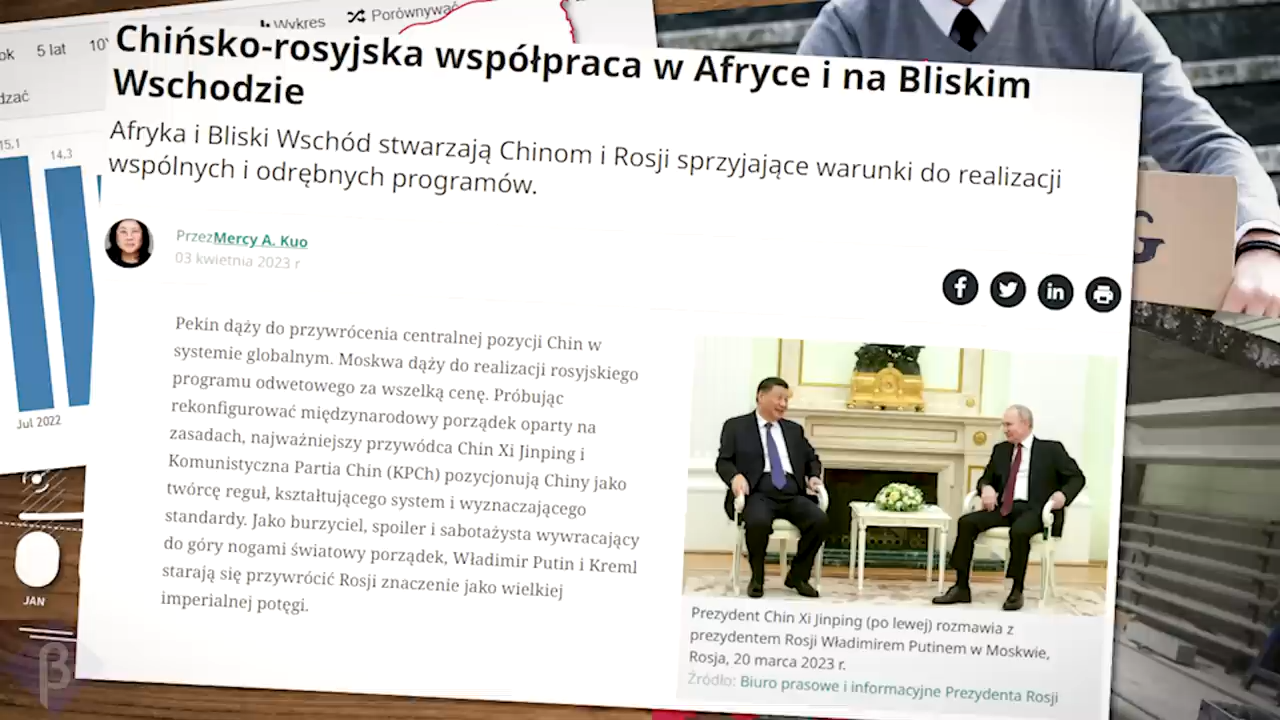 Wykres
Porównywać
5 lat
15,1
14,3
Jul 2022
JAN
β
Chińsko-rosyjska współpraca w Afryce i na Bliskim
Wschodzie
Afryka i Bliski Wschód stwarzają Chinom i Rosji sprzyjające warunki do realizacji
wspólnych i odrębnych programów.
PrzezMercy A. Kuo
03 kwietnia 2023 r
Pekin dąży do przywrócenia centralnej pozycji Chin w
systemie globalnym. Moskwa dąży do realizacji rosyjskiego
programu odwetowego za wszelką cenę. Próbując
rekonfigurować międzynarodowy porządek oparty na
zasadach, najważniejszy przywódca Chin Xi Jinping i
Komunistyczna Partia Chin (KPCh) pozycjonują Chiny jako
twórcę reguł, kształtującego system i wyznaczającego
standardy. Jako burzyciel, spoiler i sabotażysta wywracający
do góry nogami światowy porządek, Władimir Putin i Kreml
starają się przywrócić Rosji znaczenie jako wielkiej
imperialnej potęgi.
Prezydent Chin Xi Jinping (po lewej) rozmawia z
prezydentem Rosji Władimirem Putinem w Moskwie,
Rosja, 20 marca 2023 r.
Źródło: Biuro prasowe i informacyjne Prezydenta Rosji